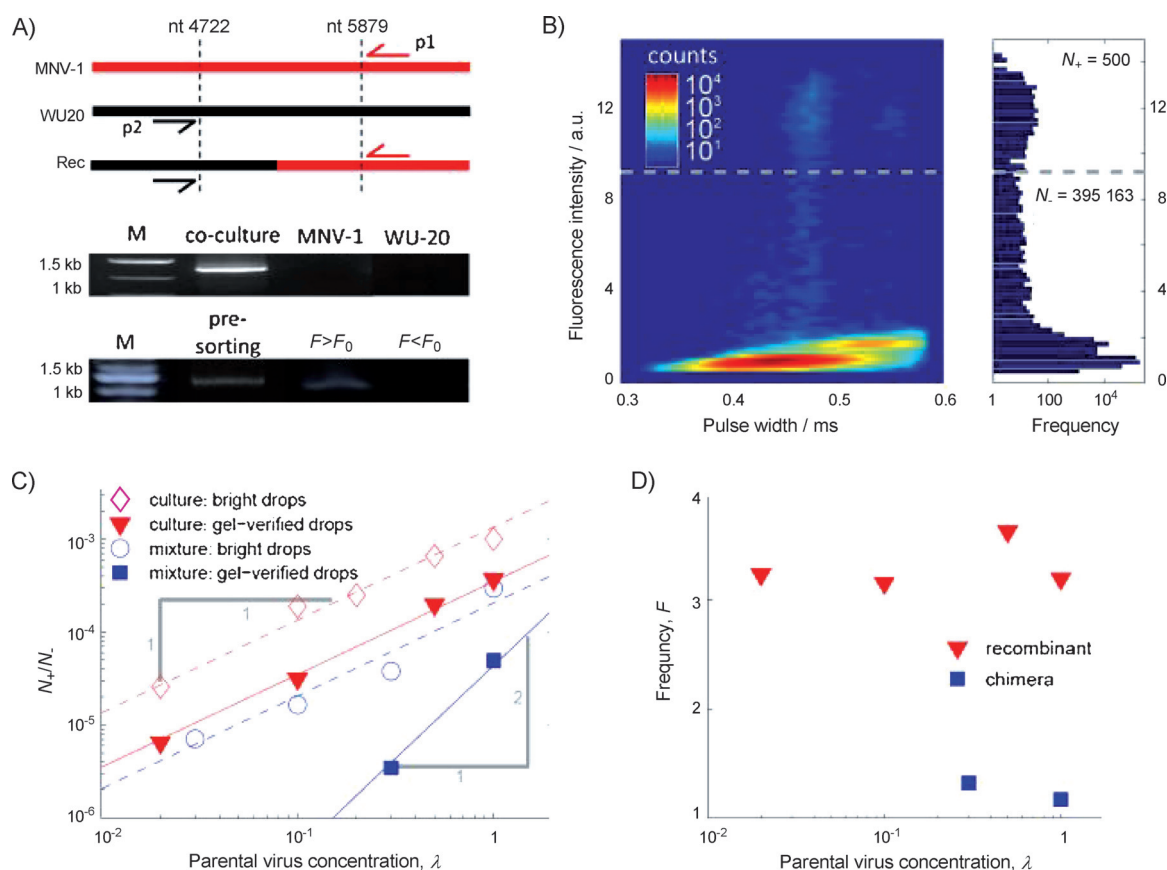 A)
nt 4722
nt 5879
p1
MNV-1
WU20
p2
Rec
M
co-culture
MNV-1
WU-20
1.5 kb
1 kb
M
pre-
sorting
F>F0
F<F0
1.5 kb
1 kb
B)
Fluorescence intensity / a.u.
12
8
4
0
counts
10^4
10^3
10^2
10^1
0.3
0.4
0.5
0.6
Pulse width / ms
N+ = 500
N- = 395 163
12
8
4
0
1
100
10^4
Frequency
C)
culture: bright drops
culture: gel-verified drops
mixture: bright drops
mixture: gel-verified drops
N+/N-
10^-3
10^-4
10^-5
10^-6
1
1
2
1
10^-2
10^-1
1
Parental virus concentration, λ
D)
Frequncy, F
4
3
2
1
recombinant
chimera
10^-2
10^-1
1
Parental virus concentration, λ